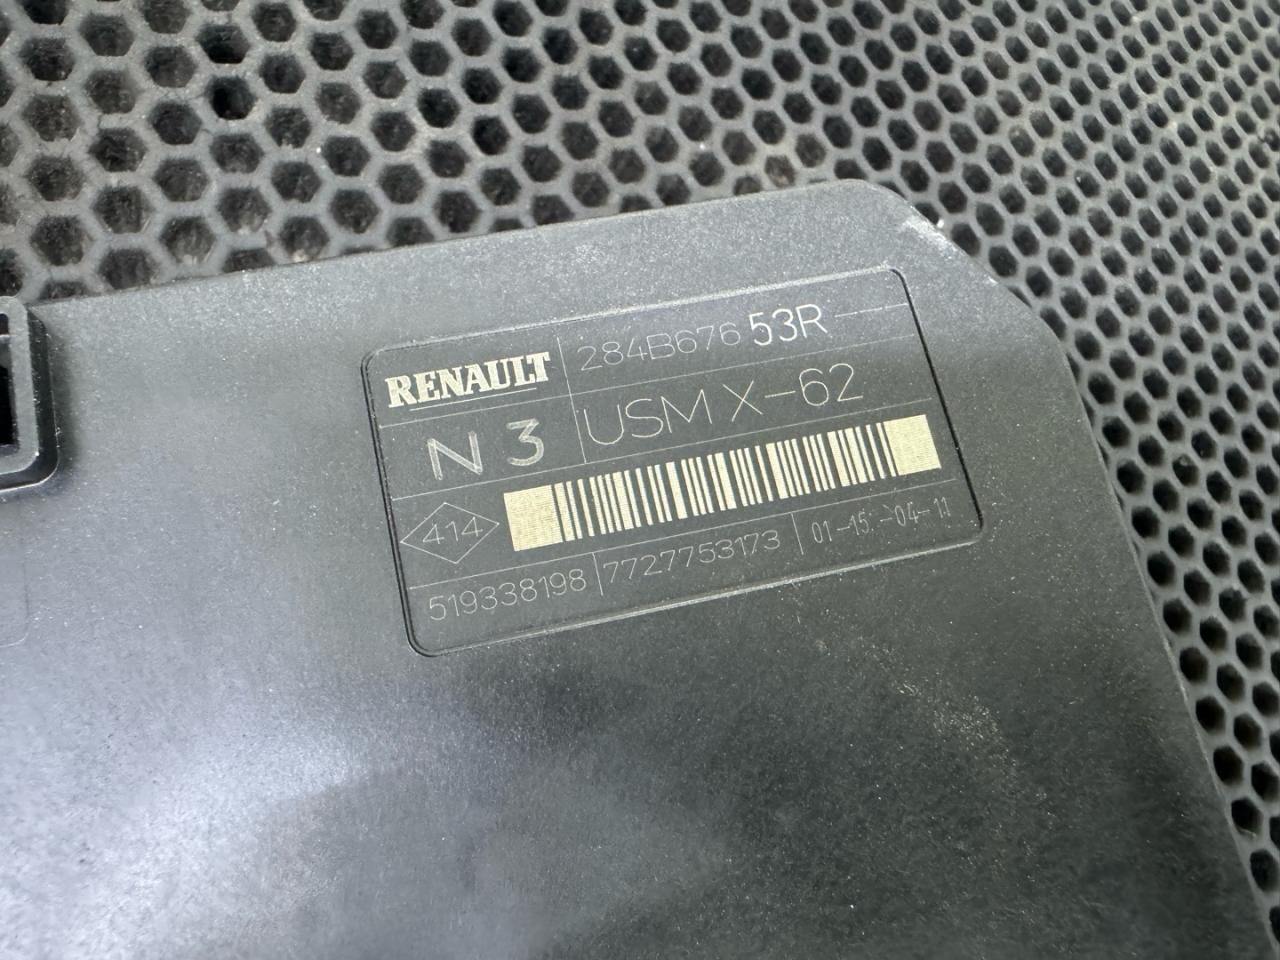 RENAULT 284B676 53R
N 3 USM X-62
414
519338198 7727753173 01-15-04-11